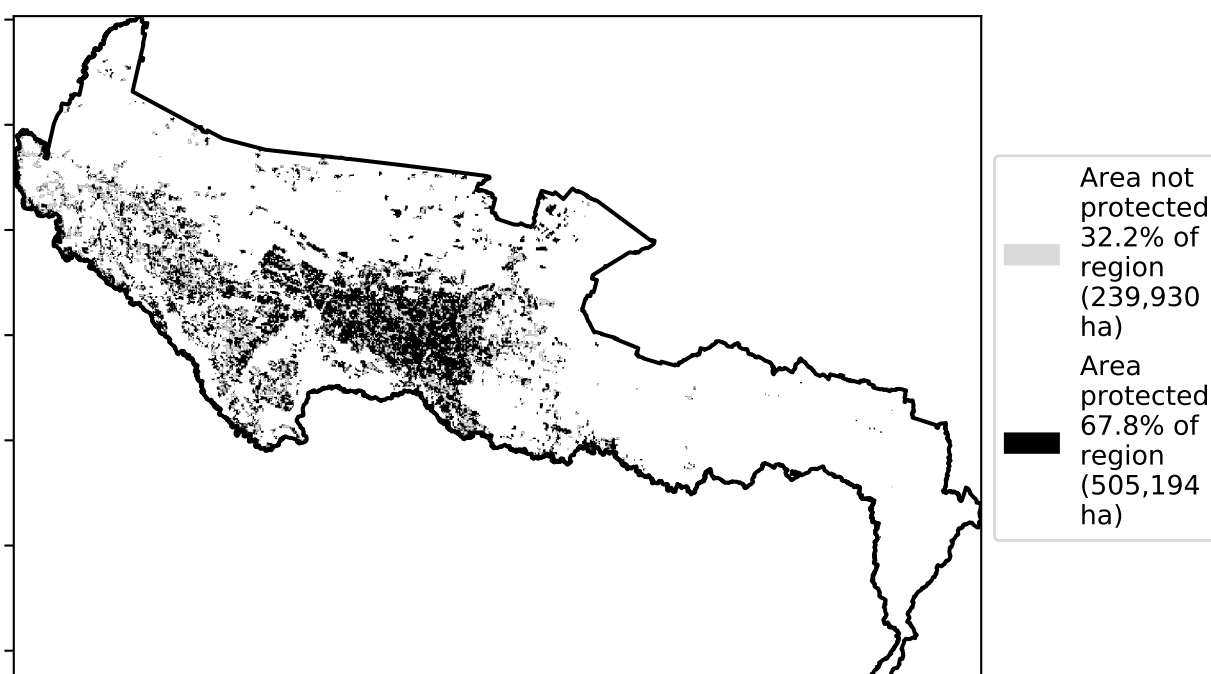 Area not
protected
32.2% of
region
(239,930
ha)
Area
protected
67.8% of
region
(505,194
ha)